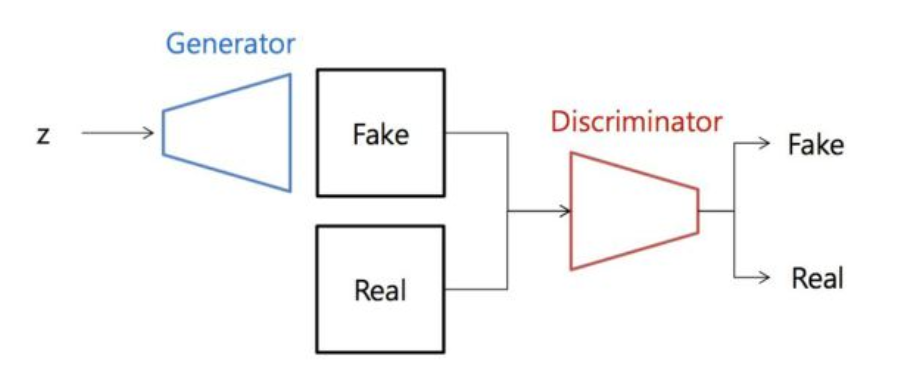 Generator
z
Fake
Discriminator
Fake
Real
Real